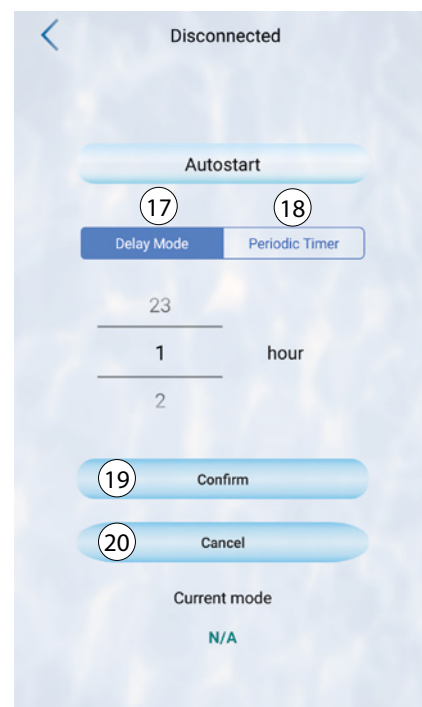 Disconnected
Autostart
17 18
Delay Mode Periodic Timer
23
1 hour
2
19 Confirm
20 Cancel
Current mode
N/A